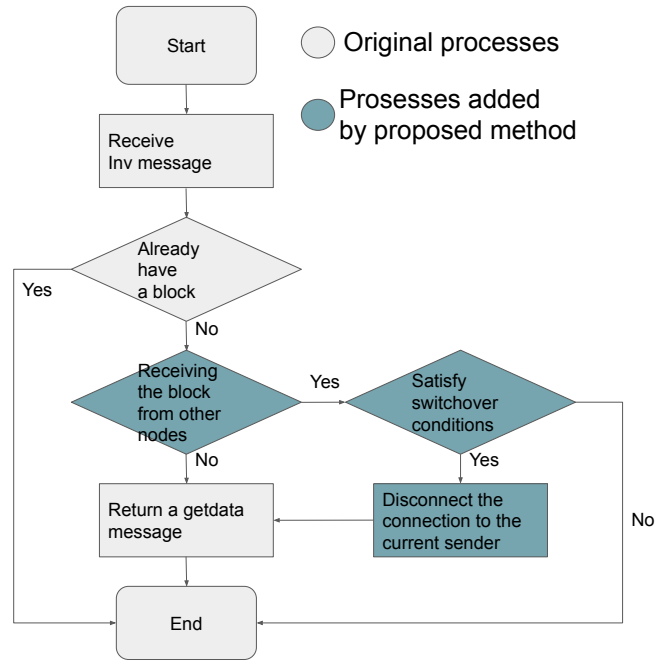 Start
Original processes
Prosesses added
by proposed method
Receive
Inv message
Already
have
a block
Yes
No
Receiving
the block
from other
nodes
Yes
Satisfy
switchover
conditions
No
Yes
Return a getdata
message
Disconnect the
connection to the
current sender
No
End